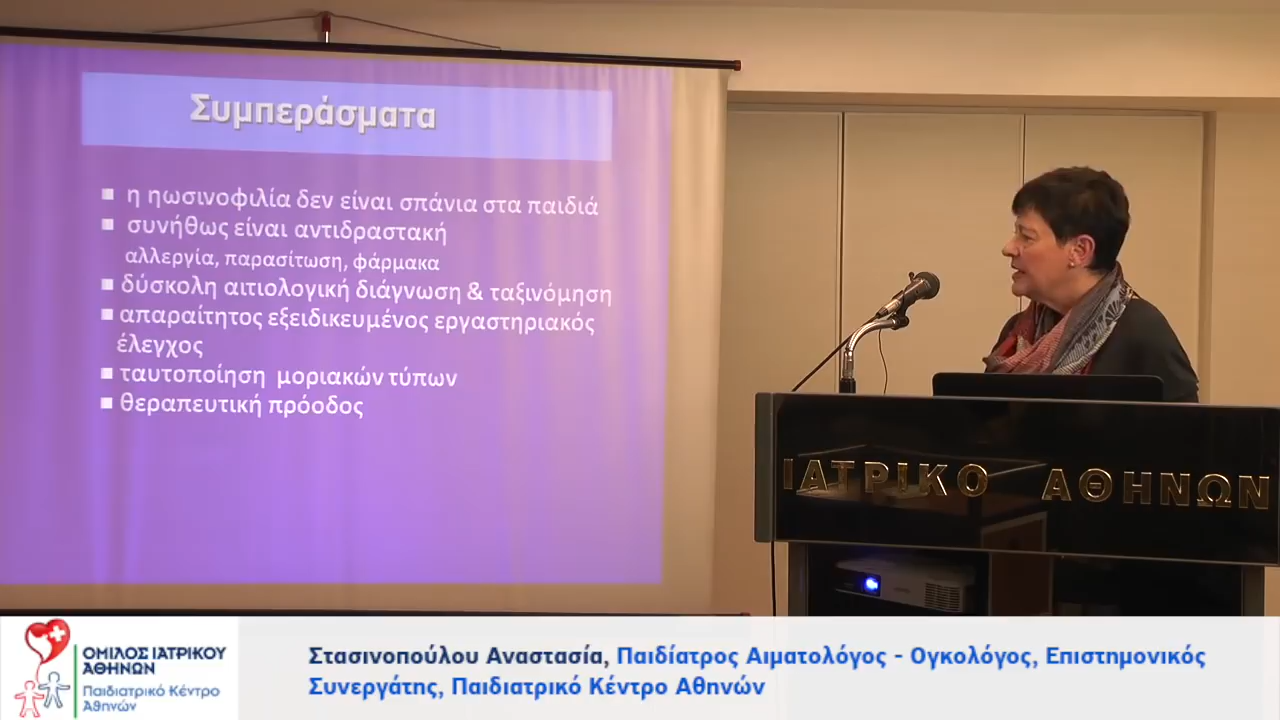 Συμπεράσματα
η ηωσινοφιλία δεν είναι σπάνια στα παιδιά
συνήθως είναι αντιδραστακή
αλλεργία, παρασίτωση, φάρμακα
δύσκολη αιτιολογική διάγνωση & ταξινόμηση
απαραίτητος εξειδικευμένος εργαστηριακός
έλεγχος
ταυτοποίηση μοριακών τύπων
θεραπευτική πρόοδος
ΙΑΤΡΙΚΟ ΑΘΗΝΩΝ
ΟΜΙΛΟΣ ΙΑΤΡΙΚΟΥ
ΑΘΗΝΩΝ
Παιδιατρικό Κέντρο
Αθηνών
Στασινοπούλου Αναστασία, Παιδίατρος Αιματολόγος - Ογκολόγος, Επιστημονικός
Συνεργάτης, Παιδιατρικό Κέντρο Αθηνών